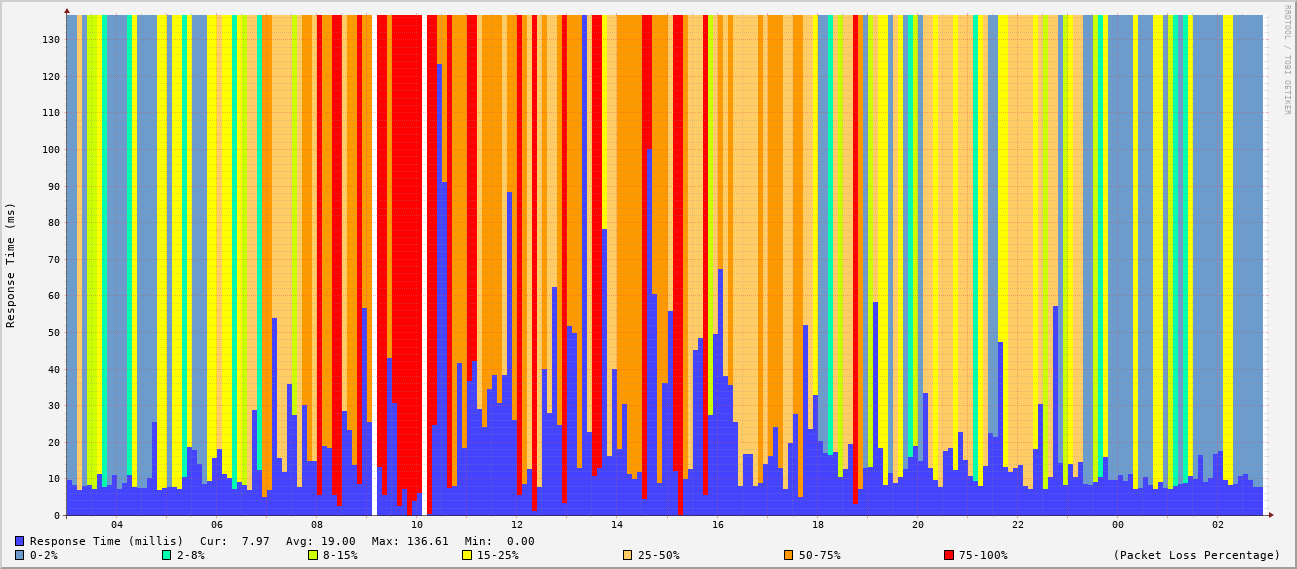 RRDTOOL / TOBI OETIKER
Response Time (ms)
130
120
110
100
90
80
70
60
50
40
30
20
10
0
04 06 08 10 12 14 16 18 20 22 00 02
Response Time (millis) Cur: 7.97 Avg: 19.00 Max: 136.61 Min: 0.00
0-2% 2-8% 8-15% 15-25% 25-50% 50-75% 75-100% (Packet Loss Percentage)